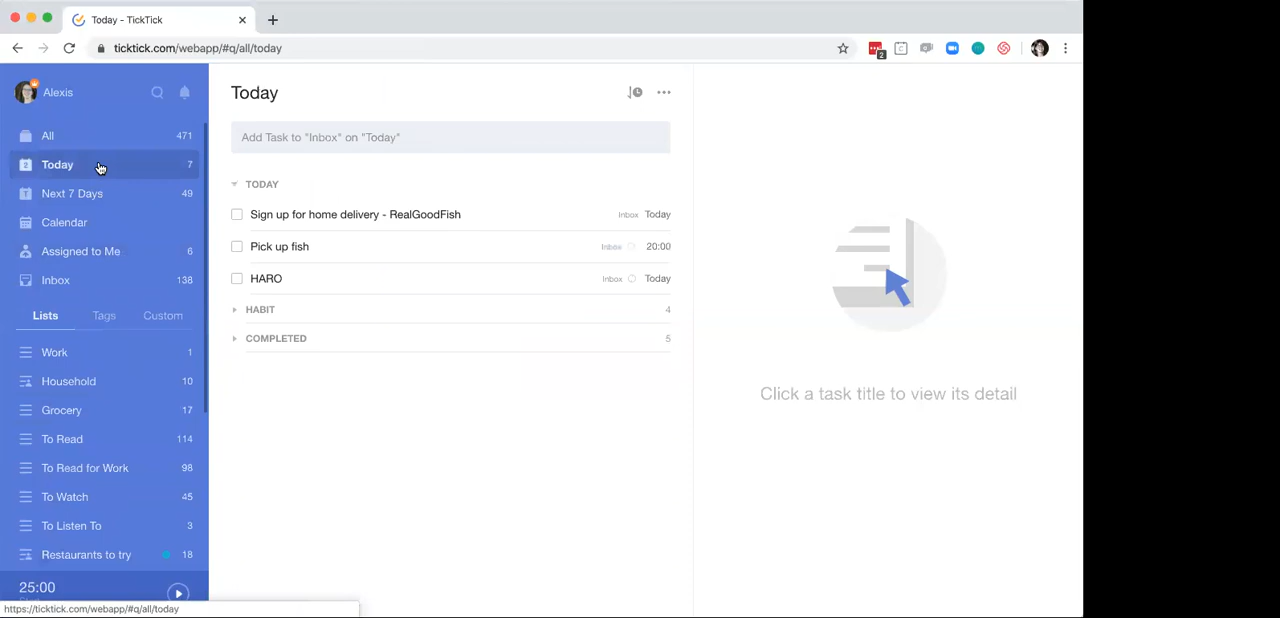 Today - TickTick
ticktick.com/webapp/#q/all/today
2
Alexis
All 471
Today 7
Next 7 Days 49
Calendar
Assigned to Me 6
Inbox 138
Lists Tags Custom
Work 1
Household 10
Grocery 17
To Read 114
To Read for Work 98
To Watch 45
To Listen To 3
Restaurants to try 18
25:00
https://ticktick.com/webapp/#q/all/today
Today
Add Task to "Inbox" on "Today"
TODAY
Sign up for home delivery - RealGoodFish Inbox Today
Pick up fish Inbox 20:00
HARO Inbox Today
HABIT 4
COMPLETED 5
Click a task title to view its detail